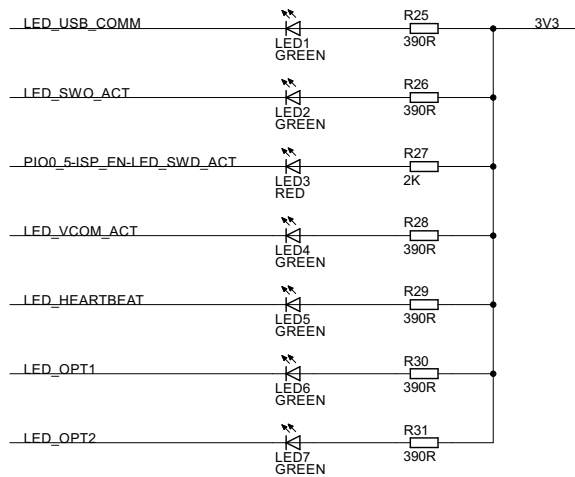 LED_USB_COMM
LED1
GREEN
R25
390R
3V3
LED_SWO_ACT
LED2
GREEN
R26
390R
PIO0_5-ISP_EN-LED_SWD_ACT
LED3
RED
R27
2K
LED_VCOM_ACT
LED4
GREEN
R28
390R
LED_HEARTBEAT
LED5
GREEN
R29
390R
LED_OPT1
LED6
GREEN
R30
390R
LED_OPT2
LED7
GREEN
R31
390R